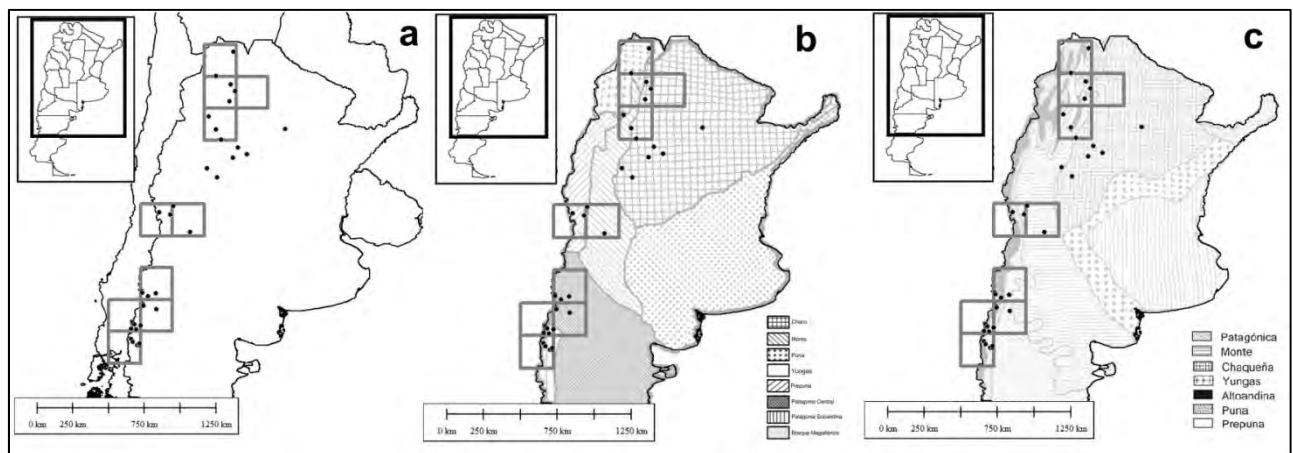 a
0 km 250 km 750 km 1250 km
b
Chaco
Monte
Puna
Yungas
Prepuna
Patagonia Central
Patagonia Subandina
Bosque Magallánico
0 km 250 km 750 km 1250 km
c
Patagónica
Monte
Chaqueña
Yungas
Altoandina
Puna
Prepuna
0 km 250 km 750 km 1250 km